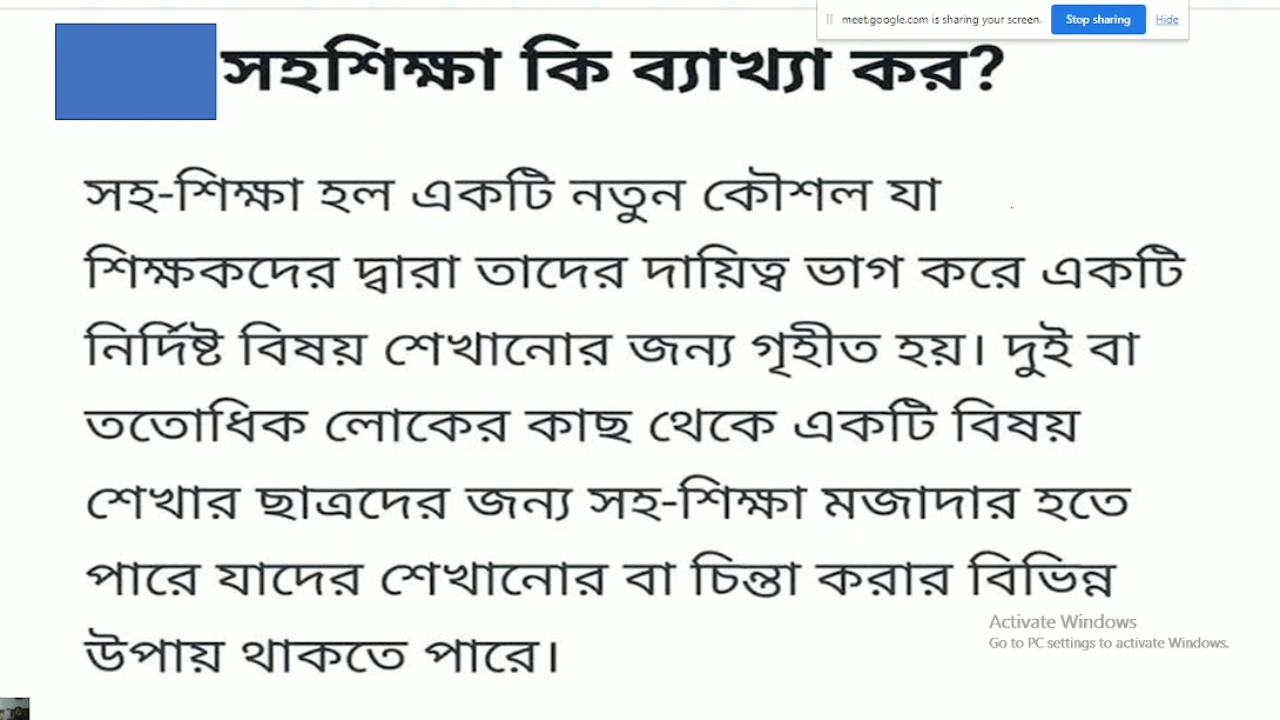 meet.google.com is sharing your screen. Stop sharing Hide
সহশিক্ষা কি ব্যাখ্যা কর?
সহ-শিক্ষা হল একটি নতুন কৌশল যা
শিক্ষকদের দ্বারা তাদের দায়িত্ব ভাগ করে একটি
নির্দিষ্ট বিষয় শেখানোর জন্য গৃহীত হয়। দুই বা
ততোধিক লোকের কাছ থেকে একটি বিষয়
শেখার ছাত্রদের জন্য সহ-শিক্ষা মজাদার হতে
পারে যাদের শেখানোর বা চিন্তা করার বিভিন্ন
উপায় থাকতে পারে।
Activate Windows
Go to PC settings to activate Windows.